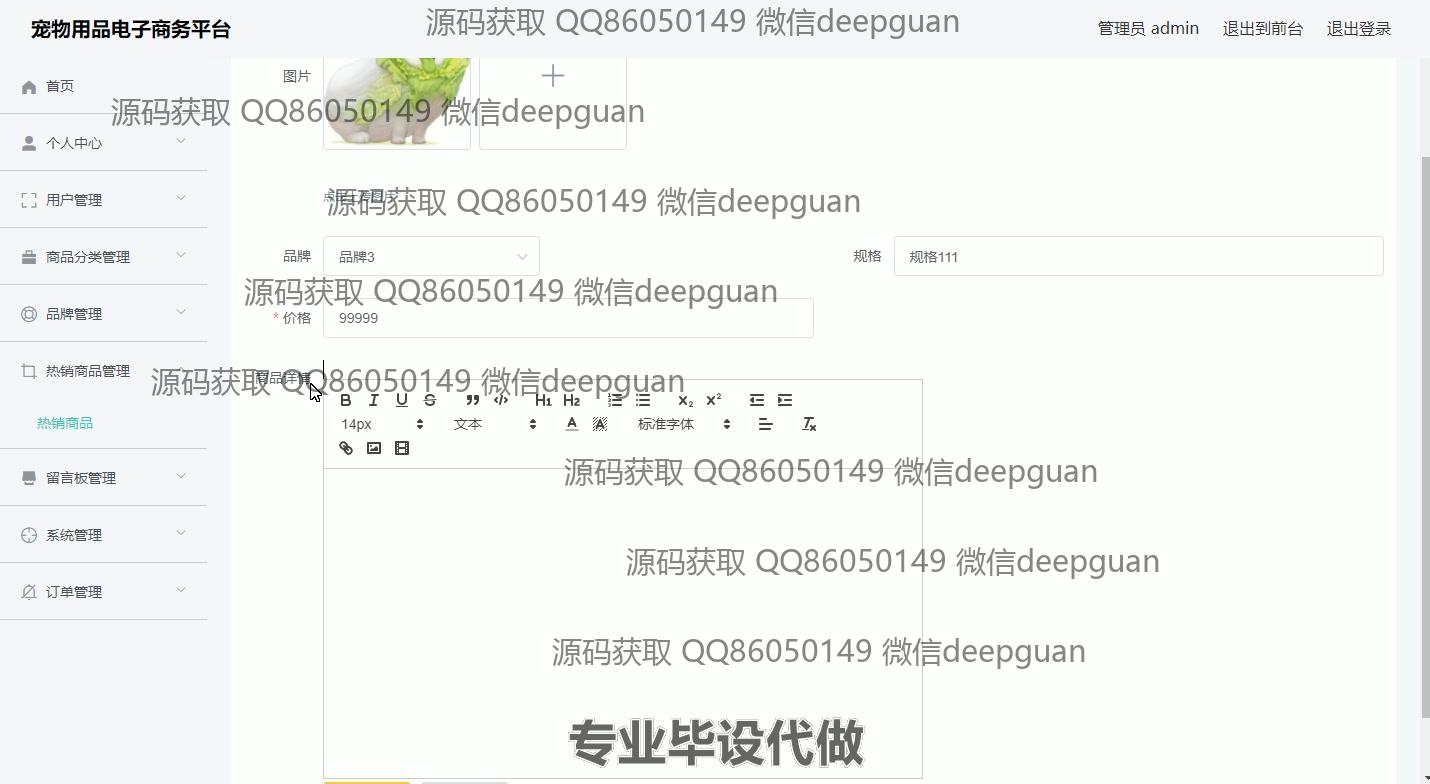 宠物用品电子商务平台
源码获取 QQ86050149 微信deepguan
管理员 admin
退出到前台
退出登录
图片
首页
源码获取 QQ86050149 微信deepguan
个人中心
用户管理
源码获取 QQ86050149 微信deepguan
商品分类管理
品牌
品牌3
规格
规格111
源码获取 QQ86050149 微信deepguan
品牌管理
* 价格
99999
热销商品管理
商品详情
源码获取 QQ86050149 微信deepguan
B I U S H1 H2 X2 X2
14px
文本
A
A
标准字体
热销商品
源码获取 QQ86050149 微信deepguan
留言板管理
系统管理
源码获取 QQ86050149 微信deepguan
订单管理
源码获取 QQ86050149 微信deepguan
专业毕设代做